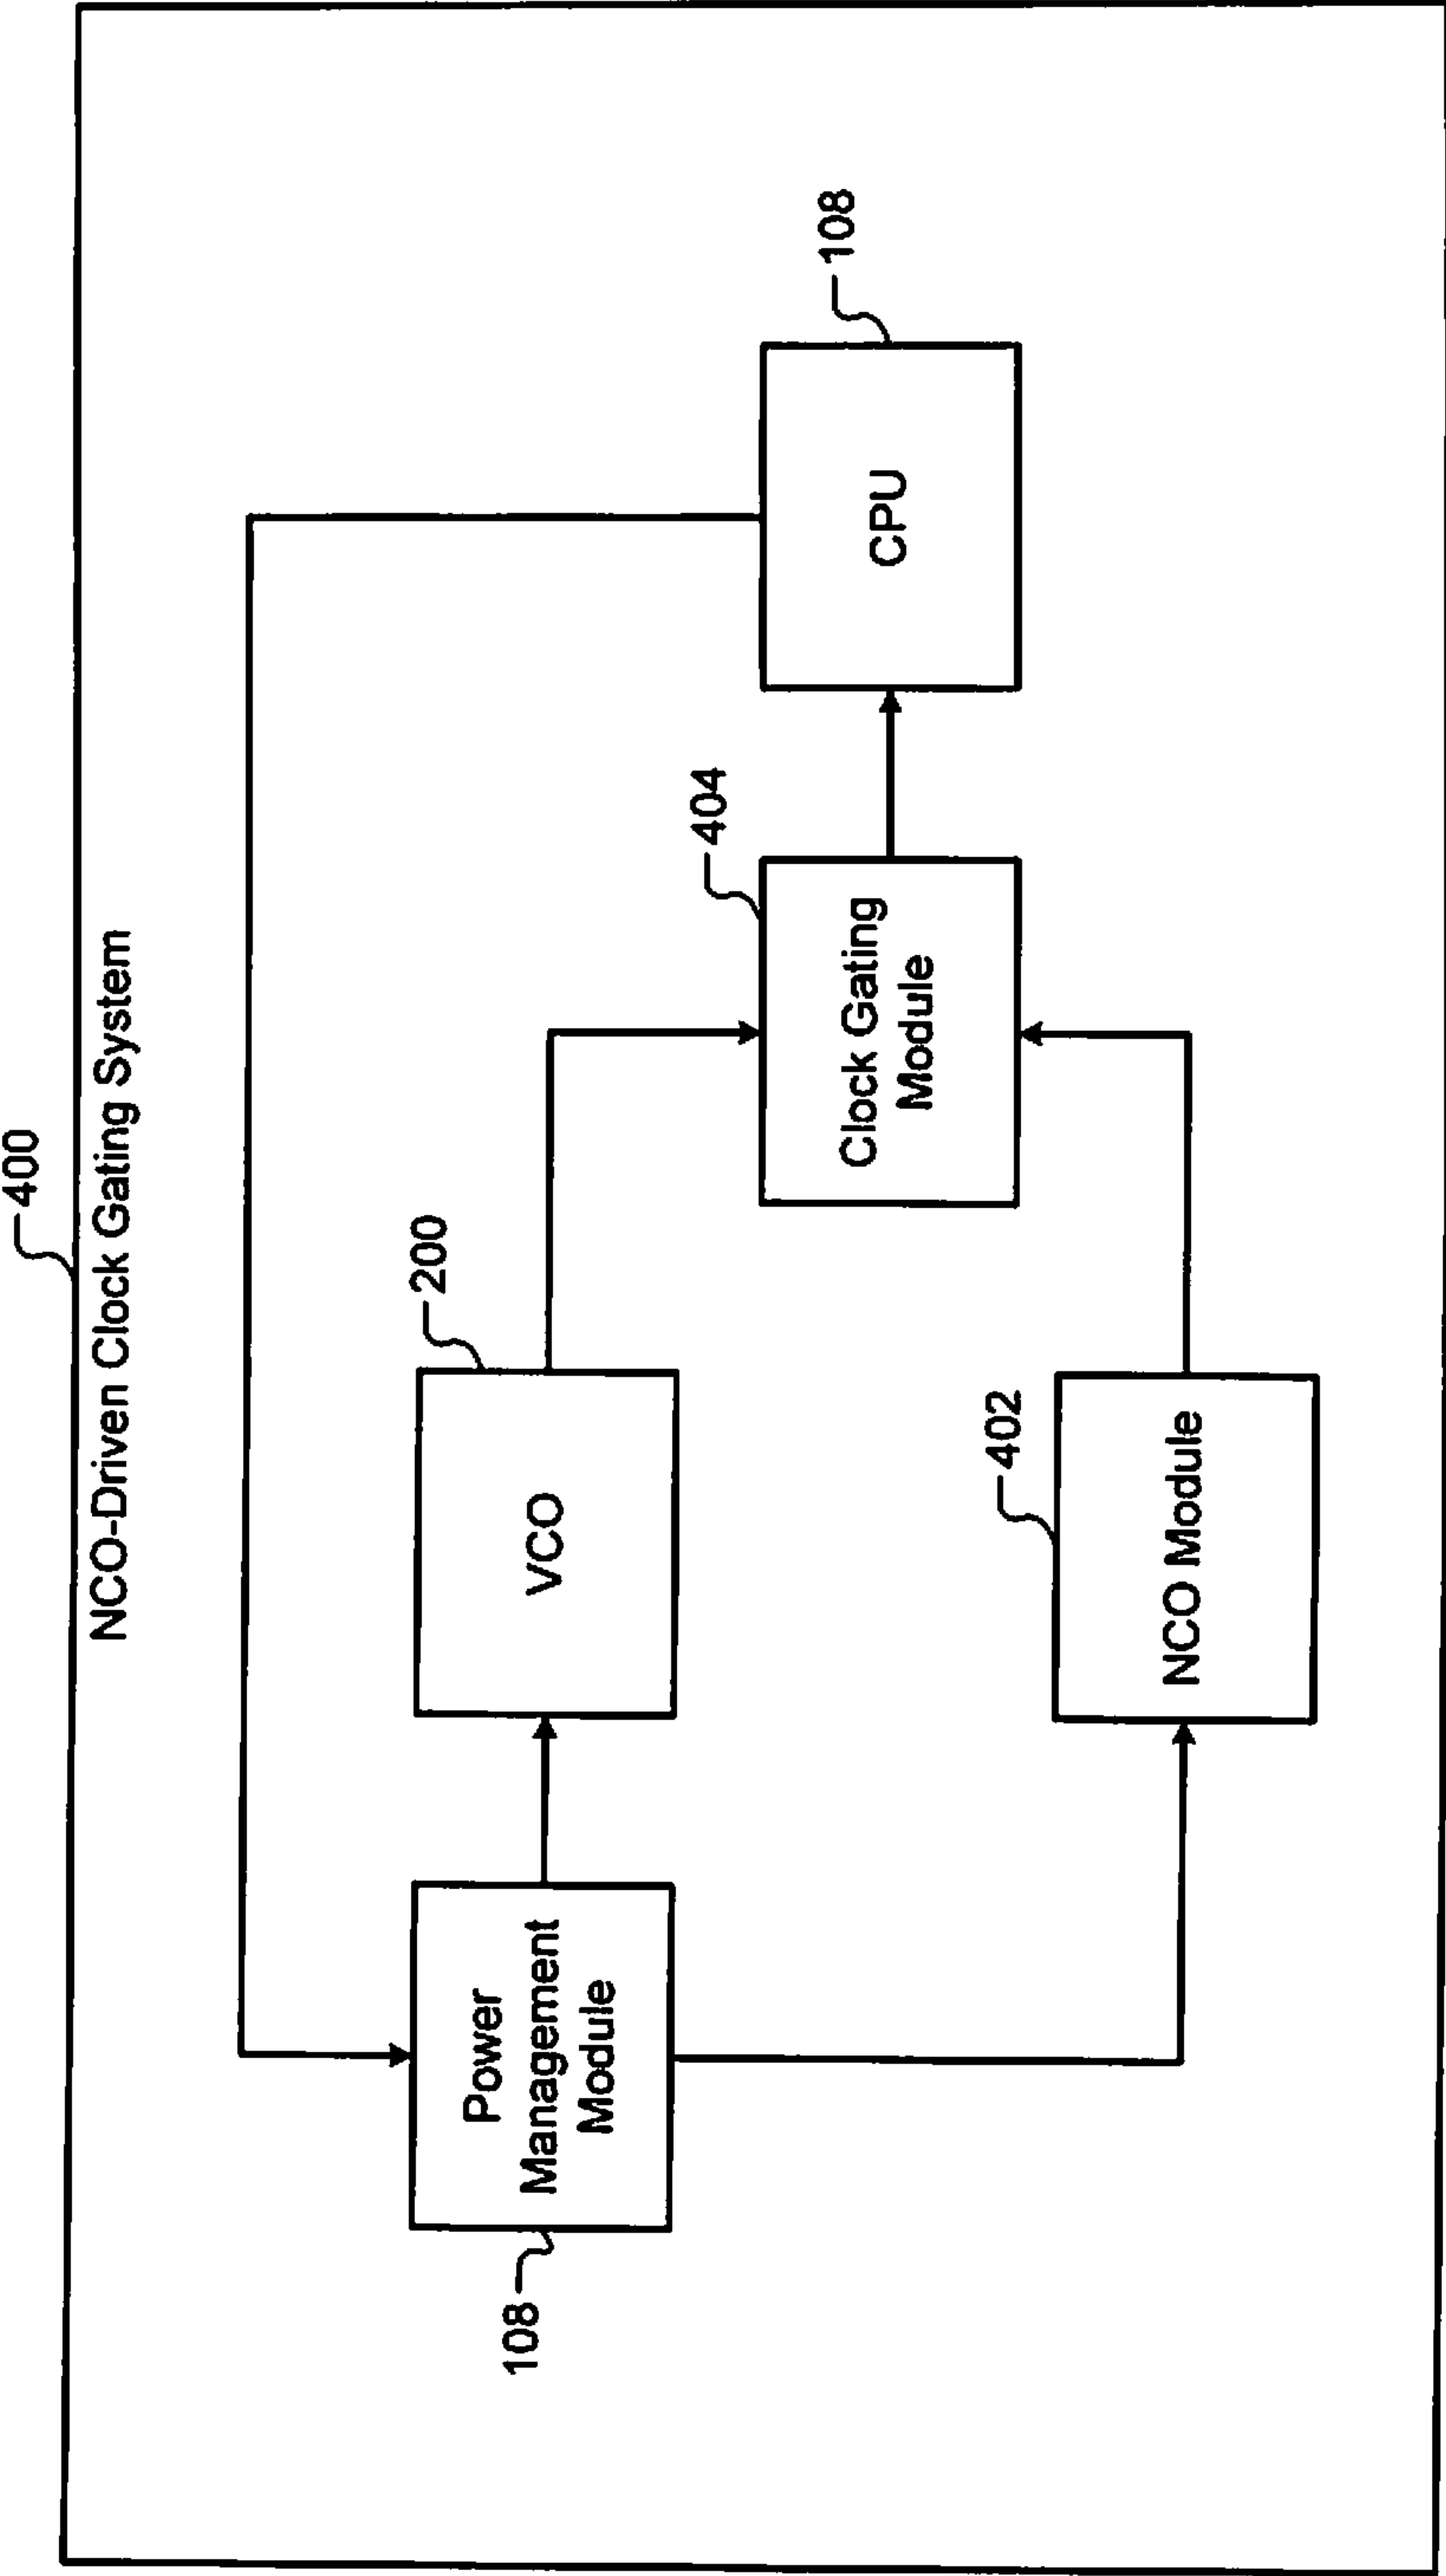 400
NCO-Driven Clock Gating System
108
Power
Management
Module
200
VCO
402
NCO Module
404
Clock Gating
Module
108
CPU